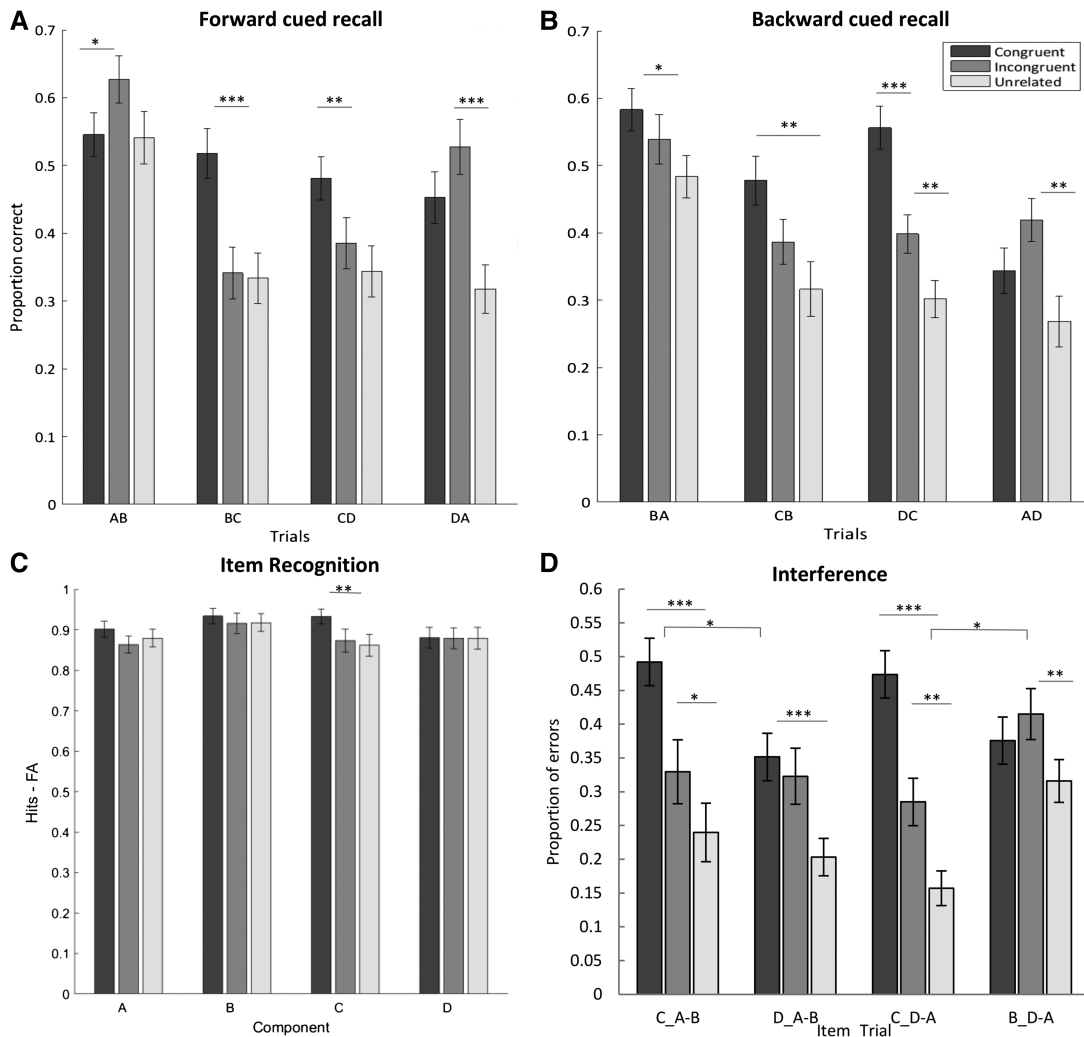 A
Forward cued recall
0.7
0.6
0.5
0.4
0.3
0.2
0.1
0
Proportion correct
*
***
**
***
AB BC CD DA
Trials
B
Backward cued recall
Congruent
Incongruent
Unrelated
0.7
0.6
0.5
0.4
0.3
0.2
0.1
0
*
**
***
**
**
BA CB DC AD
Trials
C
Item Recognition
1
0.9
0.8
0.7
0.6
0.5
0.4
0.3
0.2
0.1
0
Hits - FA
**
A B C D
Component
D
Interference
0.6
0.55
0.5
0.45
0.4
0.35
0.3
0.25
0.2
0.15
0.1
0.05
0
Proportion of errors
***
*
*
***
***
*
**
**
C_A-B D_A-B C_D-A B_D-A
Item_Trial